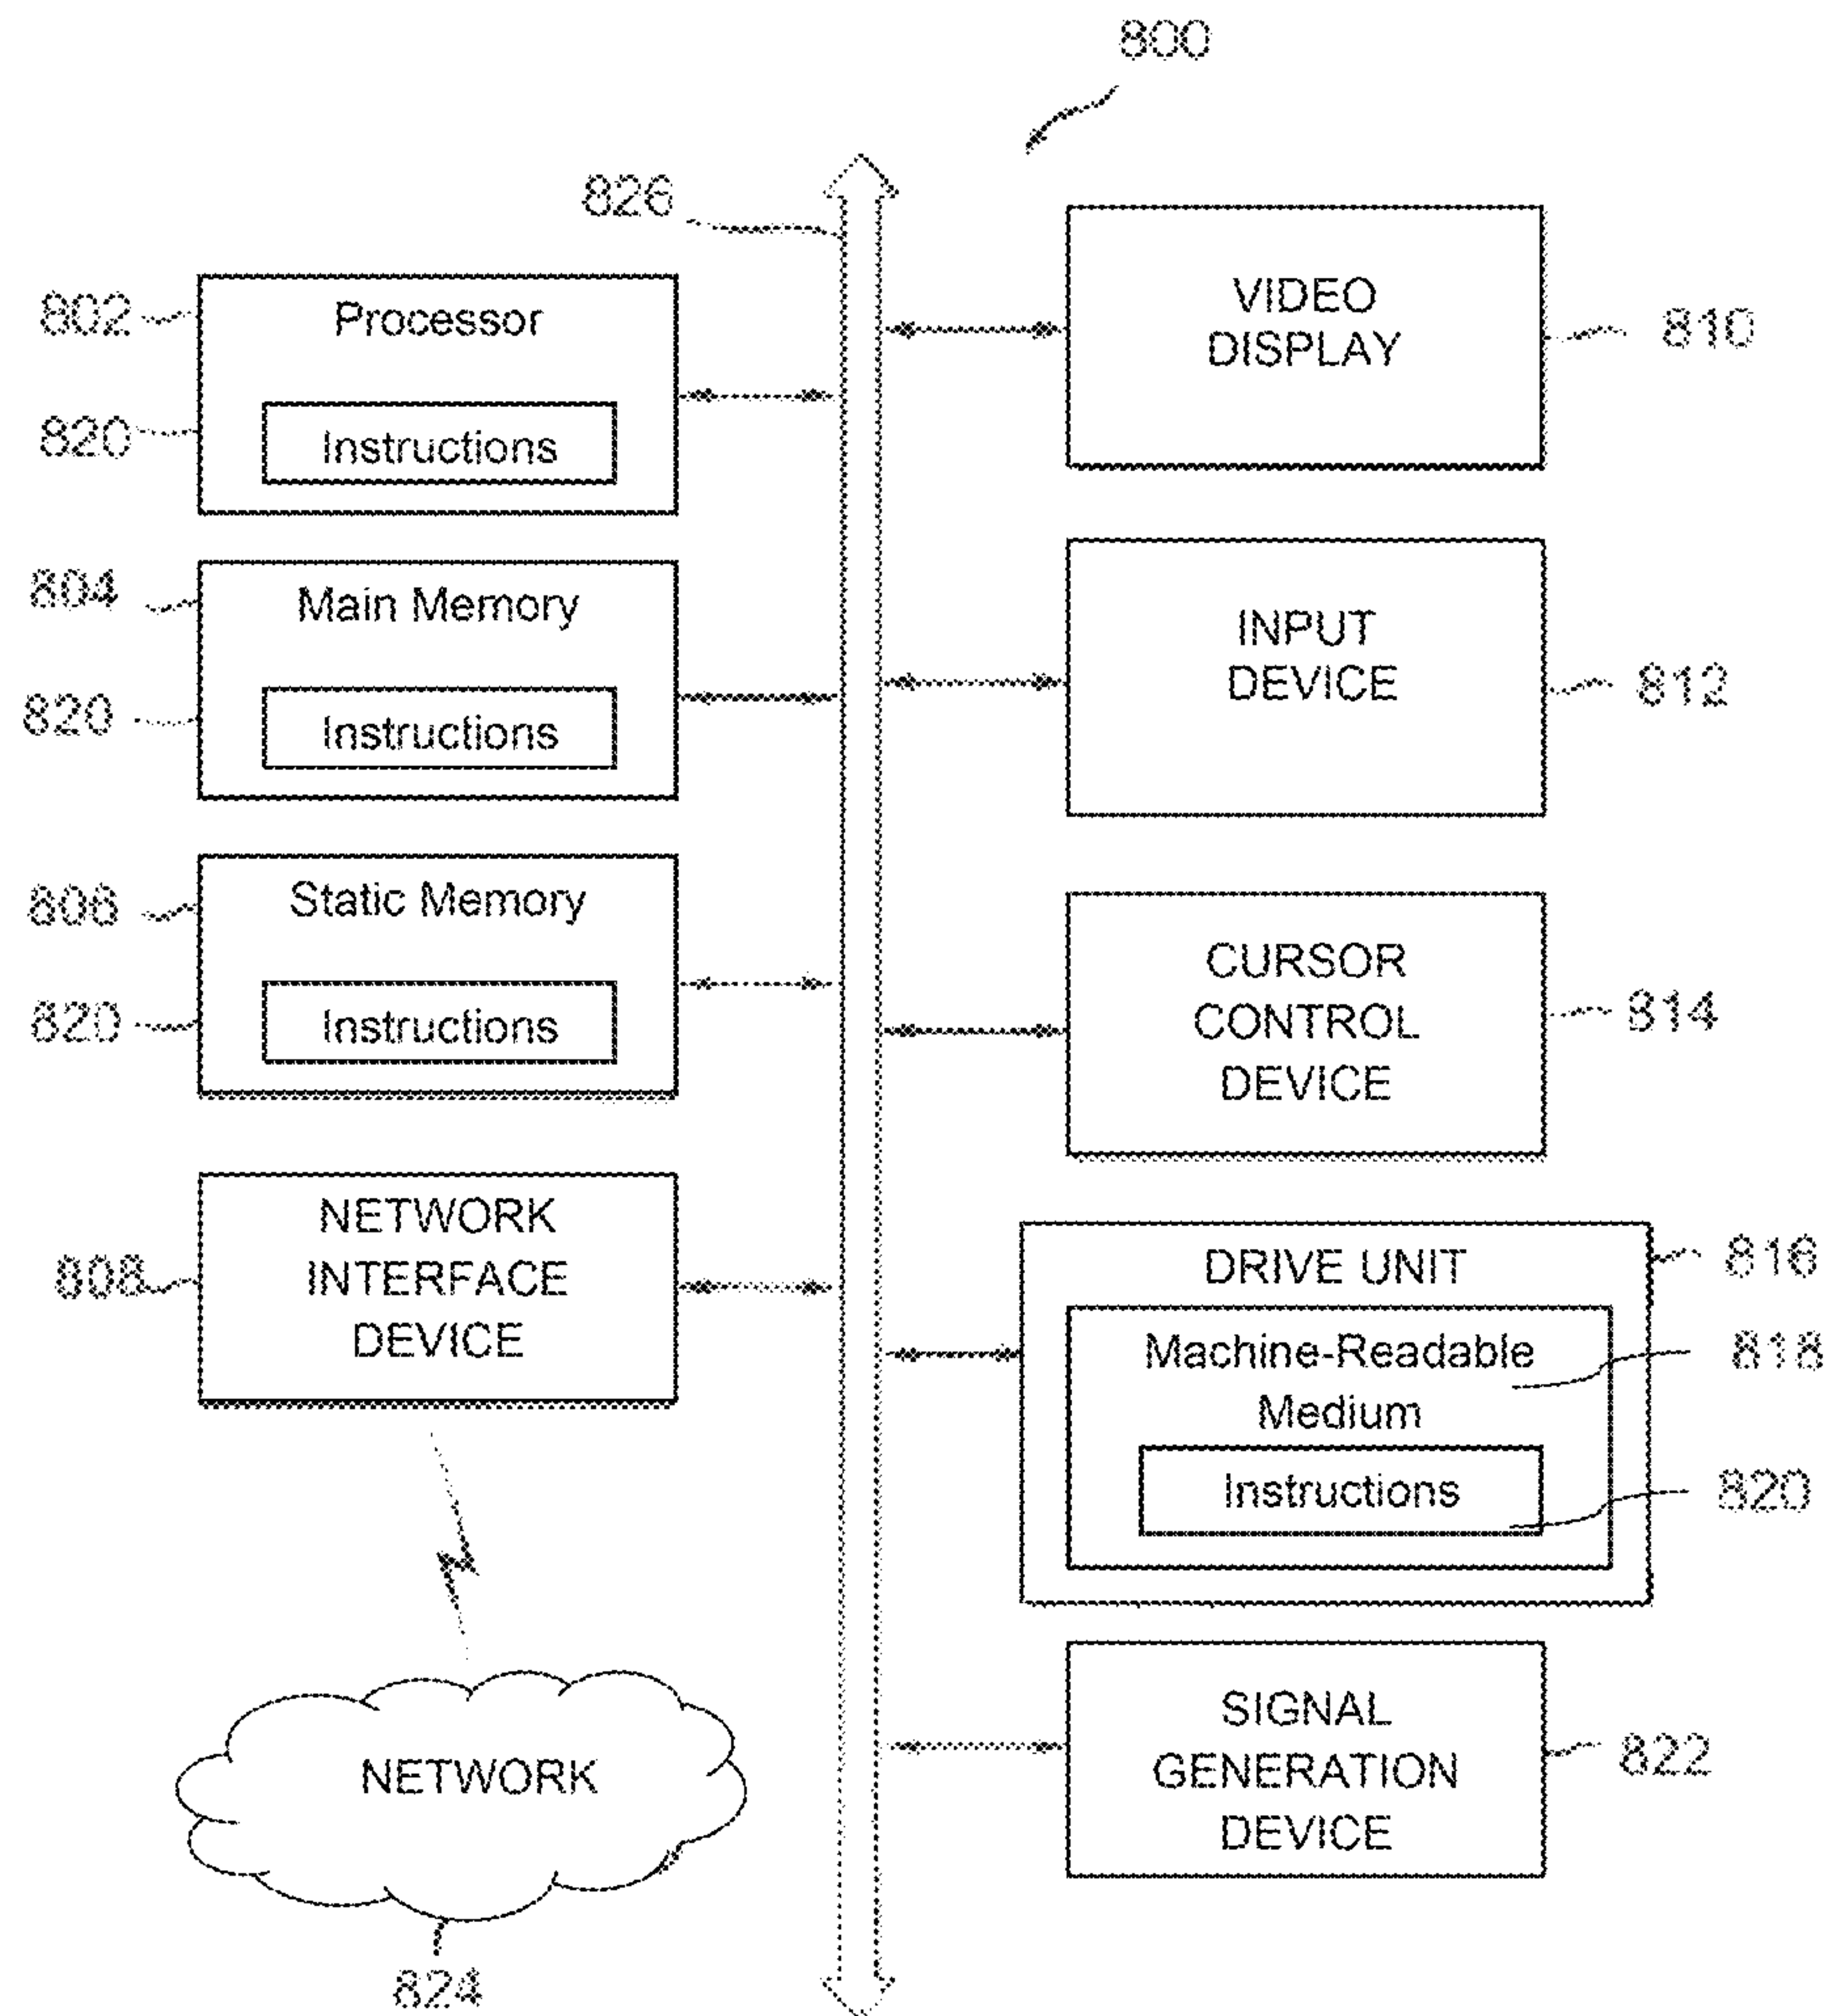 800
826
802
Processor
820
Instructions
804
Main Memory
820
Instructions
806
Static Memory
820
Instructions
808
NETWORK
INTERFACE
DEVICE
NETWORK
824
VIDEO
DISPLAY
810
INPUT
DEVICE
812
CURSOR
CONTROL
DEVICE
814
DRIVE UNIT
816
Machine-Readable
Medium
818
Instructions
820
SIGNAL
GENERATION
DEVICE
822